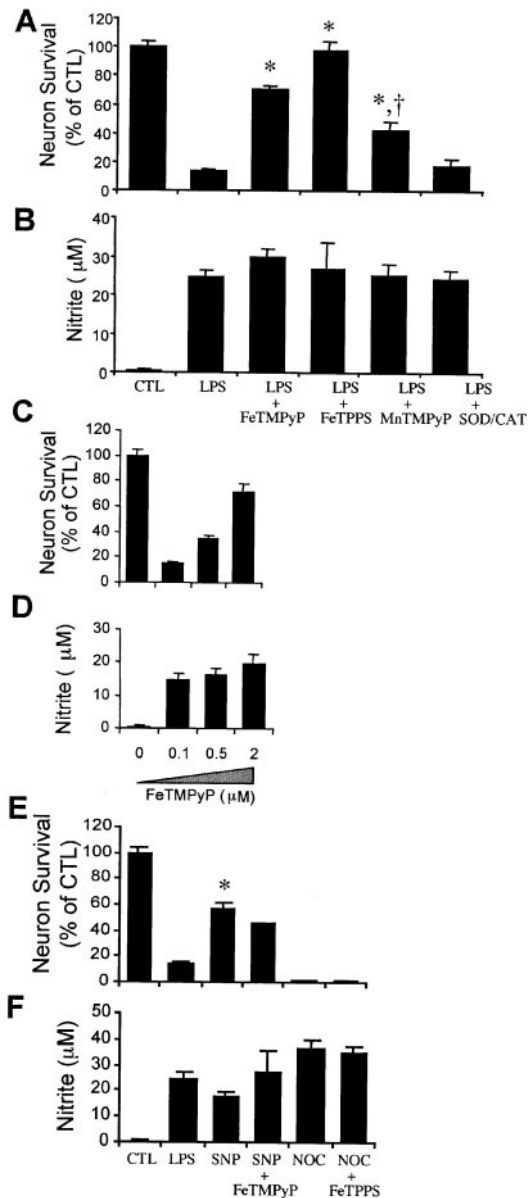 A
Neuron Survival
(% of CTL)
120
100
80
60
40
20
0
*
*
*,†
B
Nitrite ( μM)
40
30
20
10
0
CTL
LPS
LPS
+
FeTMPyP
LPS
+
FeTPPS
LPS
+
MnTMPyP
LPS
+
SOD/CAT
C
Neuron Survival
(% of CTL)
120
100
80
60
40
20
0
D
Nitrite ( μM)
30
20
10
0
0
0.1
0.5
2
FeTMPyP (μM)
E
Neuron Survival
(% of CTL)
120
100
80
60
40
20
0
*
F
Nitrite (μM)
50
40
30
20
10
0
CTL
LPS
SNP
SNP
+
FeTMPyP
NOC
NOC
+
FeTPPS